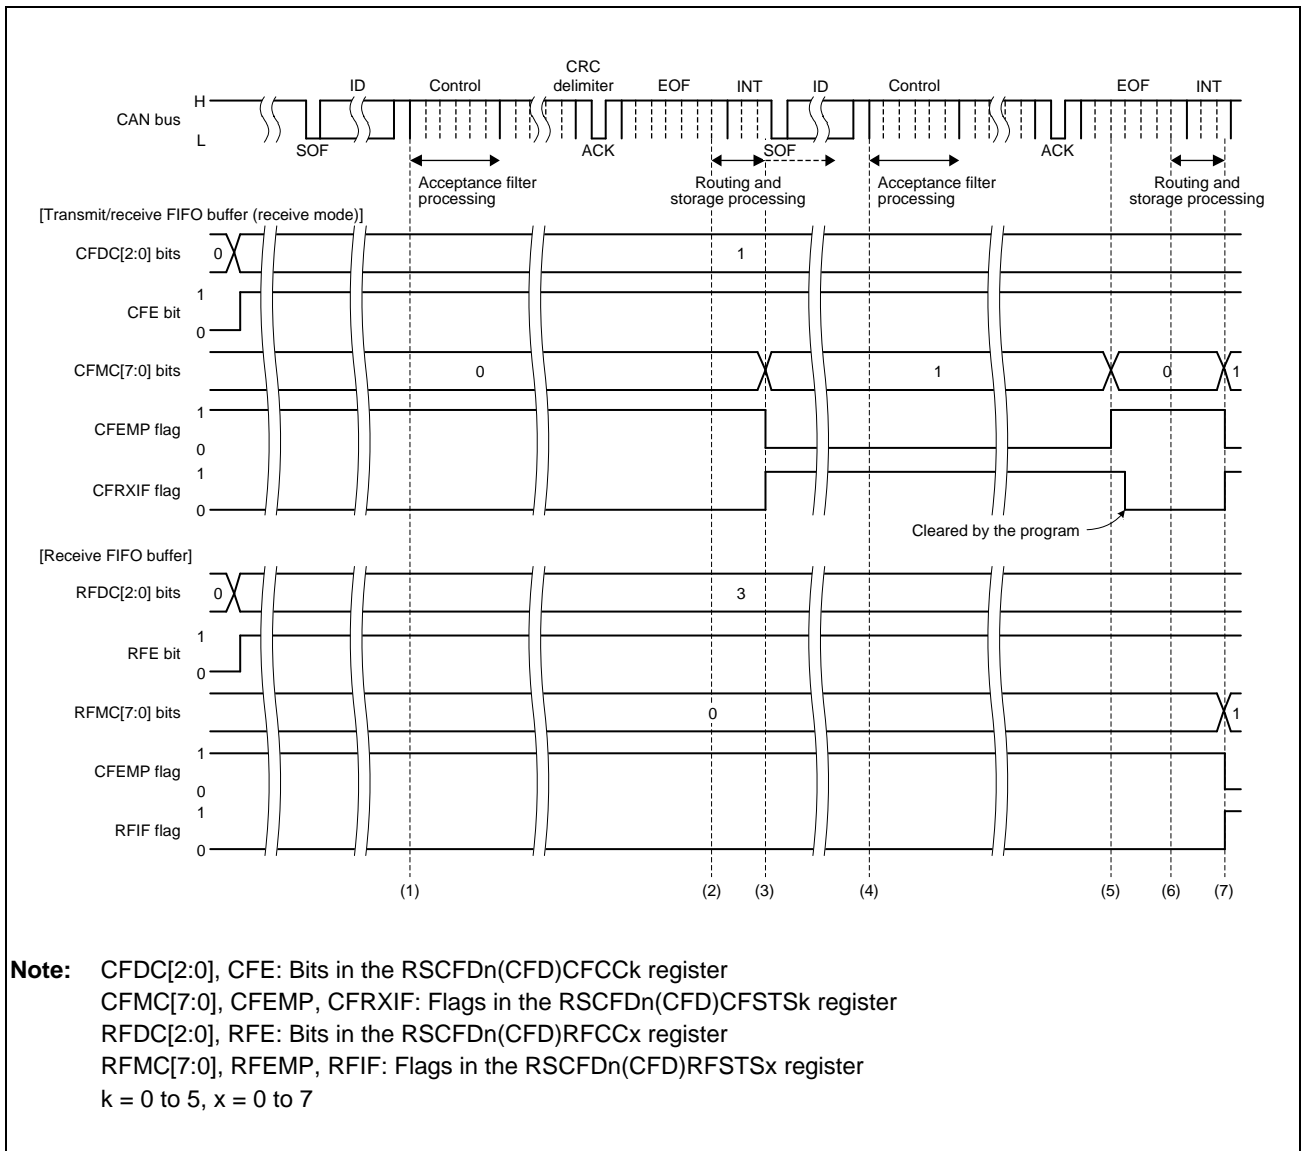 CRC
ID Control delimiter EOF INT ID Control EOF INT
H
CAN bus
L
SOF ACK SOF ACK
Acceptance filter processing
Routing and storage processing
Acceptance filter processing
Routing and storage processing
[Transmit/receive FIFO buffer (receive mode)]
CFDC[2:0] bits 0 1
1
CFE bit
0
CFMC[7:0] bits 0 1 0 1
1
CFEMP flag
0
1
CFRXIF flag
0
Cleared by the program
[Receive FIFO buffer]
RFDC[2:0] bits 0 3
1
RFE bit
0
RFMC[7:0] bits 0 1
1
CFEMP flag
0
1
RFIF flag
0
(1) (2) (3) (4) (5) (6) (7)
Note: CFDC[2:0], CFE: Bits in the RSCFDn(CFD)CFCCk register
CFMC[7:0], CFEMP, CFRXIF: Flags in the RSCFDn(CFD)CFSTSk register
RFDC[2:0], RFE: Bits in the RSCFDn(CFD)RFCCx register
RFMC[7:0], RFEMP, RFIF: Flags in the RSCFDn(CFD)RFSTSx register
k = 0 to 5, x = 0 to 7